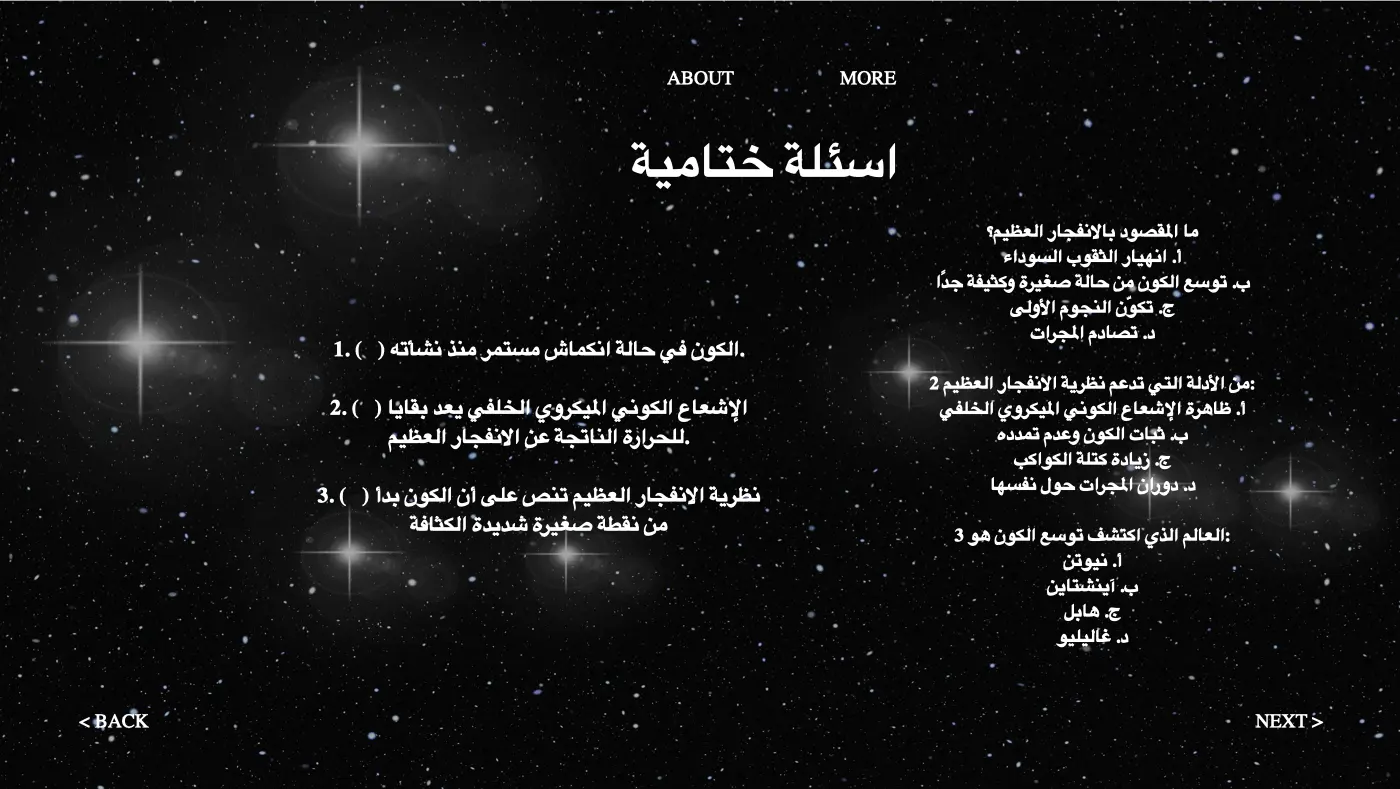 ABOUT
MORE
اسئلة ختامية
ما المقصود بالانفجار العظيم؟
أ. انهيار الثقوب السوداء
ب. توسع الكون من حالة صغيرة وكثيفة جدًا
ج. تكوّن النجوم الأولى
د. تصادم المجرات
2 من الأدلة التي تدعم نظرية الانفجار العظيم:
أ. ظاهرة الإشعاع الكوني الميكروي الخلفي
ب. ثبات الكون وعدم تمدده
ج. زيادة كتلة الكواكب
د. دوران المجرات حول نفسها
3 العالم الذي اكتشف توسع الكون هو:
أ. نيوتن
ب. آينشتاين
ج. هابل
د. غاليليو
1. ( ) الكون في حالة انكماش مستمر منذ نشأته.
2. ( ) الإشعاع الكوني الميكروي الخلفي يعد بقايا
للحرارة الناتجة عن الانفجار العظيم.
3. ( ) نظرية الانفجار العظيم تنص على أن الكون بدأ
من نقطة صغيرة شديدة الكثافة
< BACK
NEXT >